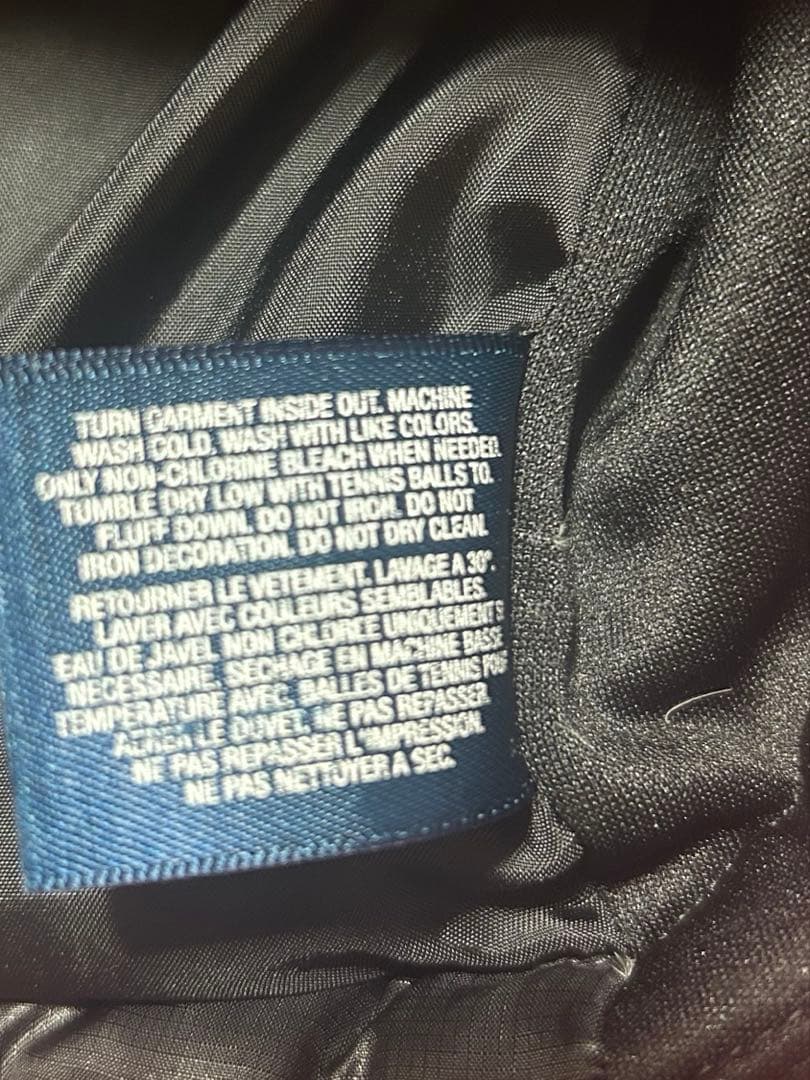 TURN GARMENT INSIDE OUT. MACHINE
WASH COLD. WASH WITH LIKE COLORS.
ONLY NON-CHLORINE BLEACH WHEN NEEDED.
TUMBLE DRY LOW WITH TENNIS BALLS TO
FLUFF DOWN. DO NOT IRON. DO NOT
IRON DECORATION. DO NOT DRY CLEAN.
RETOURNER LE VETEMENT. LAVAGE A 30°.
LAVER AVEC COULEURS SEMBLABLES.
EAU DE JAVEL NON CHLOREE UNIQUEMENT S
NECESSAIRE. SECHAGE EN MACHINE BASSE
TEMPERATURE AVEC BALLES DE TENNIS POUR
AERER LE DUVET. NE PAS REPASSER.
NE PAS REPASSER L'IMPRESSION.
NE PAS NETTOYER A SEC.